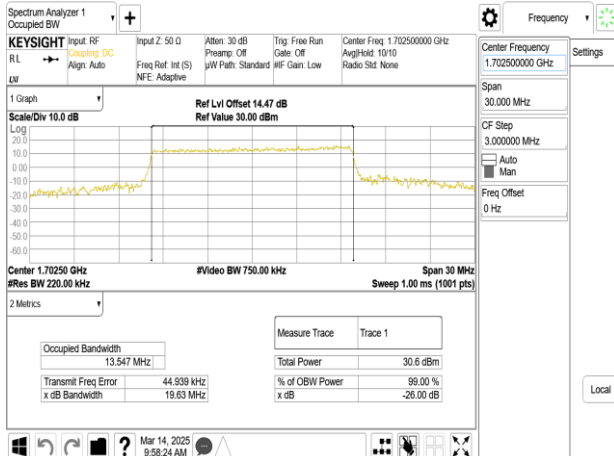 Spectrum Analyzer 1
Occupied BW
Frequency
KEYSIGHT
Input: RF
Coupling: DC
Align: Auto
RL
LXI
Input Z: 50 Ω
Freq Ref: Int (S)
NFE: Adaptive
Atten: 30 dB
Preamp: Off
µW Path: Standard
Trig: Free Run
Gate: Off
#IF Gain: Low
Center Freq: 1.702500000 GHz
Avg|Hold: 10/10
Radio Std: None
Center Frequency
1.702500000 GHz
Settings
Span
30.000 MHz
CF Step
3.000000 MHz
Auto
Man
Freq Offset
0 Hz
Local
1 Graph
Scale/Div 10.0 dB
Ref Lvl Offset 14.47 dB
Ref Value 30.00 dBm
Log
20.0
10.0
0.00
-10.0
-20.0
-30.0
-40.0
-50.0
-60.0
Center 1.70250 GHz
#Res BW 220.00 kHz
#Video BW 750.00 kHz
Span 30 MHz
Sweep 1.00 ms (1001 pts)
2 Metrics
Measure Trace
Trace 1
Occupied Bandwidth
13.547 MHz
Total Power
30.6 dBm
Transmit Freq Error
44.939 kHz
% of OBW Power
99.00 %
x dB Bandwidth
19.63 MHz
x dB
-26.00 dB
Mar 14, 2025
9:58:24 AM